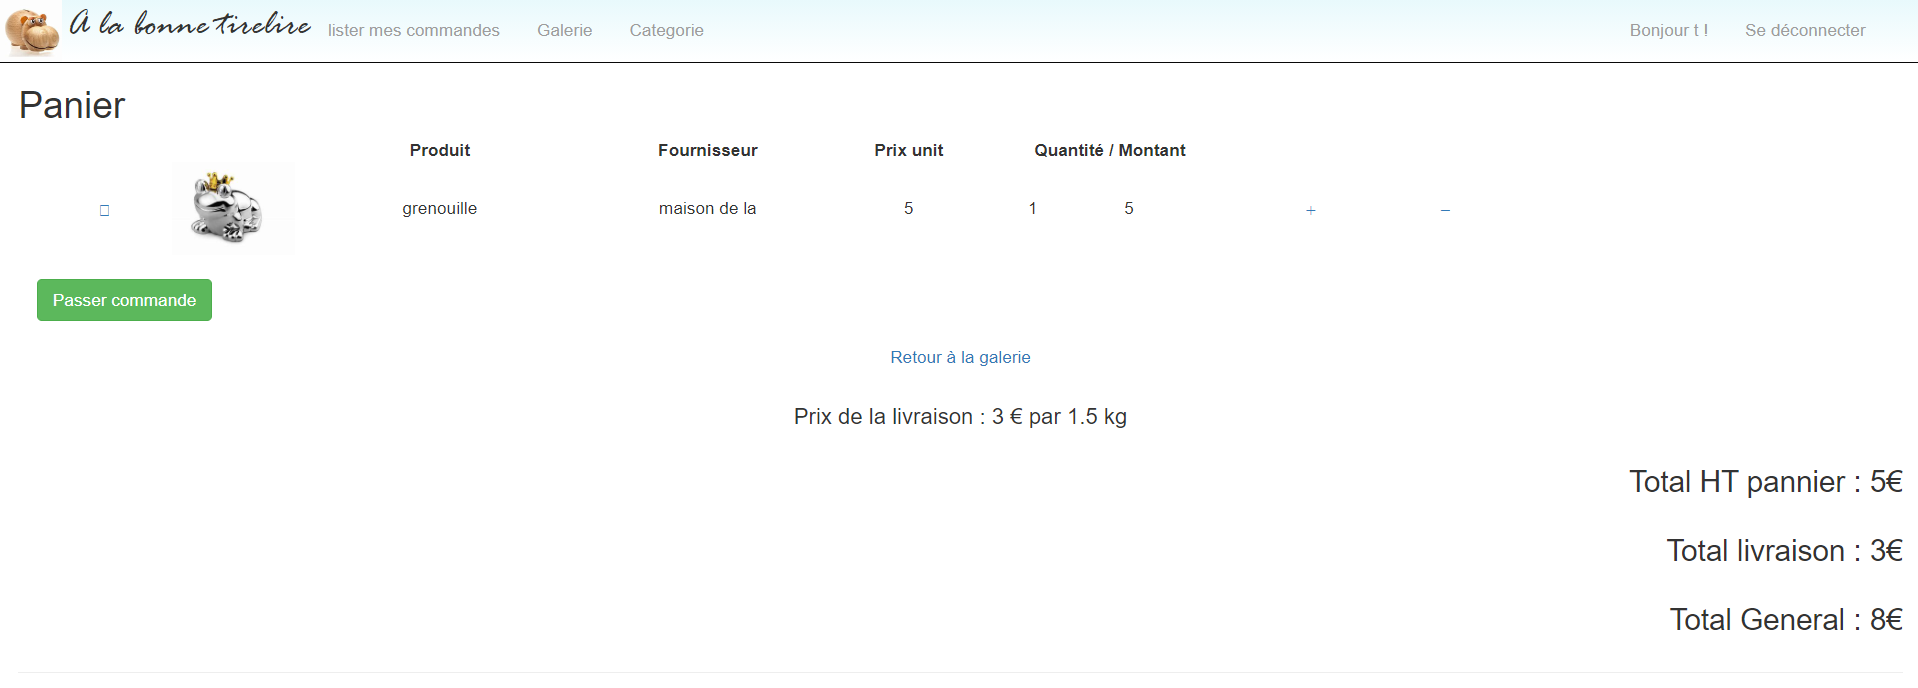 À la bonne tirelire lister mes commandes Galerie Categorie Bonjour t ! Se déconnecter
Panier
Produit Fournisseur Prix unit Quantité / Montant
grenouille maison de la 5 1 5 + −
Passer commande
Retour à la galerie
Prix de la livraison : 3 € par 1.5 kg
Total HT pannier : 5€
Total livraison : 3€
Total General : 8€